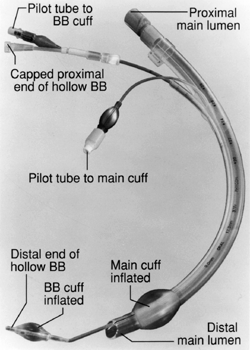 Pilot tube to
BB cuff
Proximal
main lumen
Capped proximal
end of hollow BB
Pilot tube to main cuff
Distal end of
hollow BB
BB cuff
inflated
Main cuff
inflated
Distal
main lumen